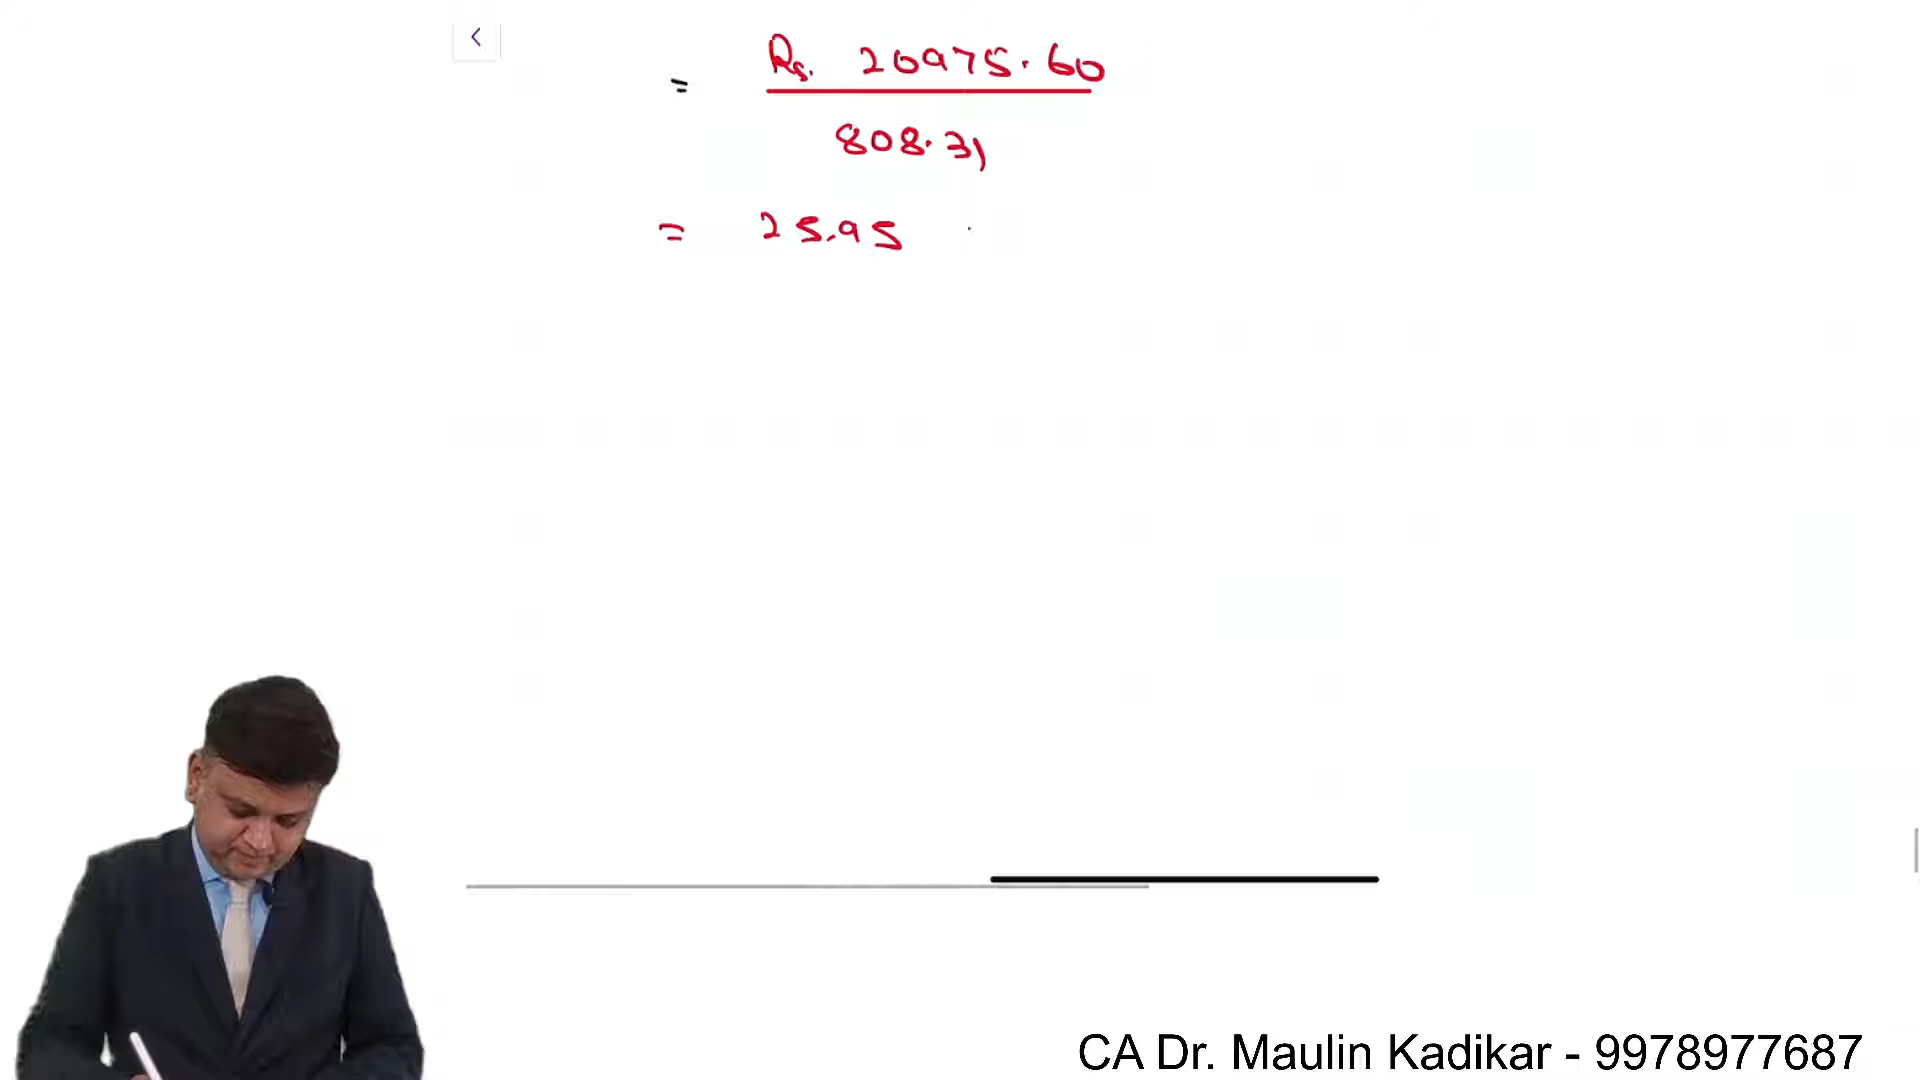 = Rs. 20975.60
808.31
= 25.95
CA Dr. Maulin Kadikar - 9978977687